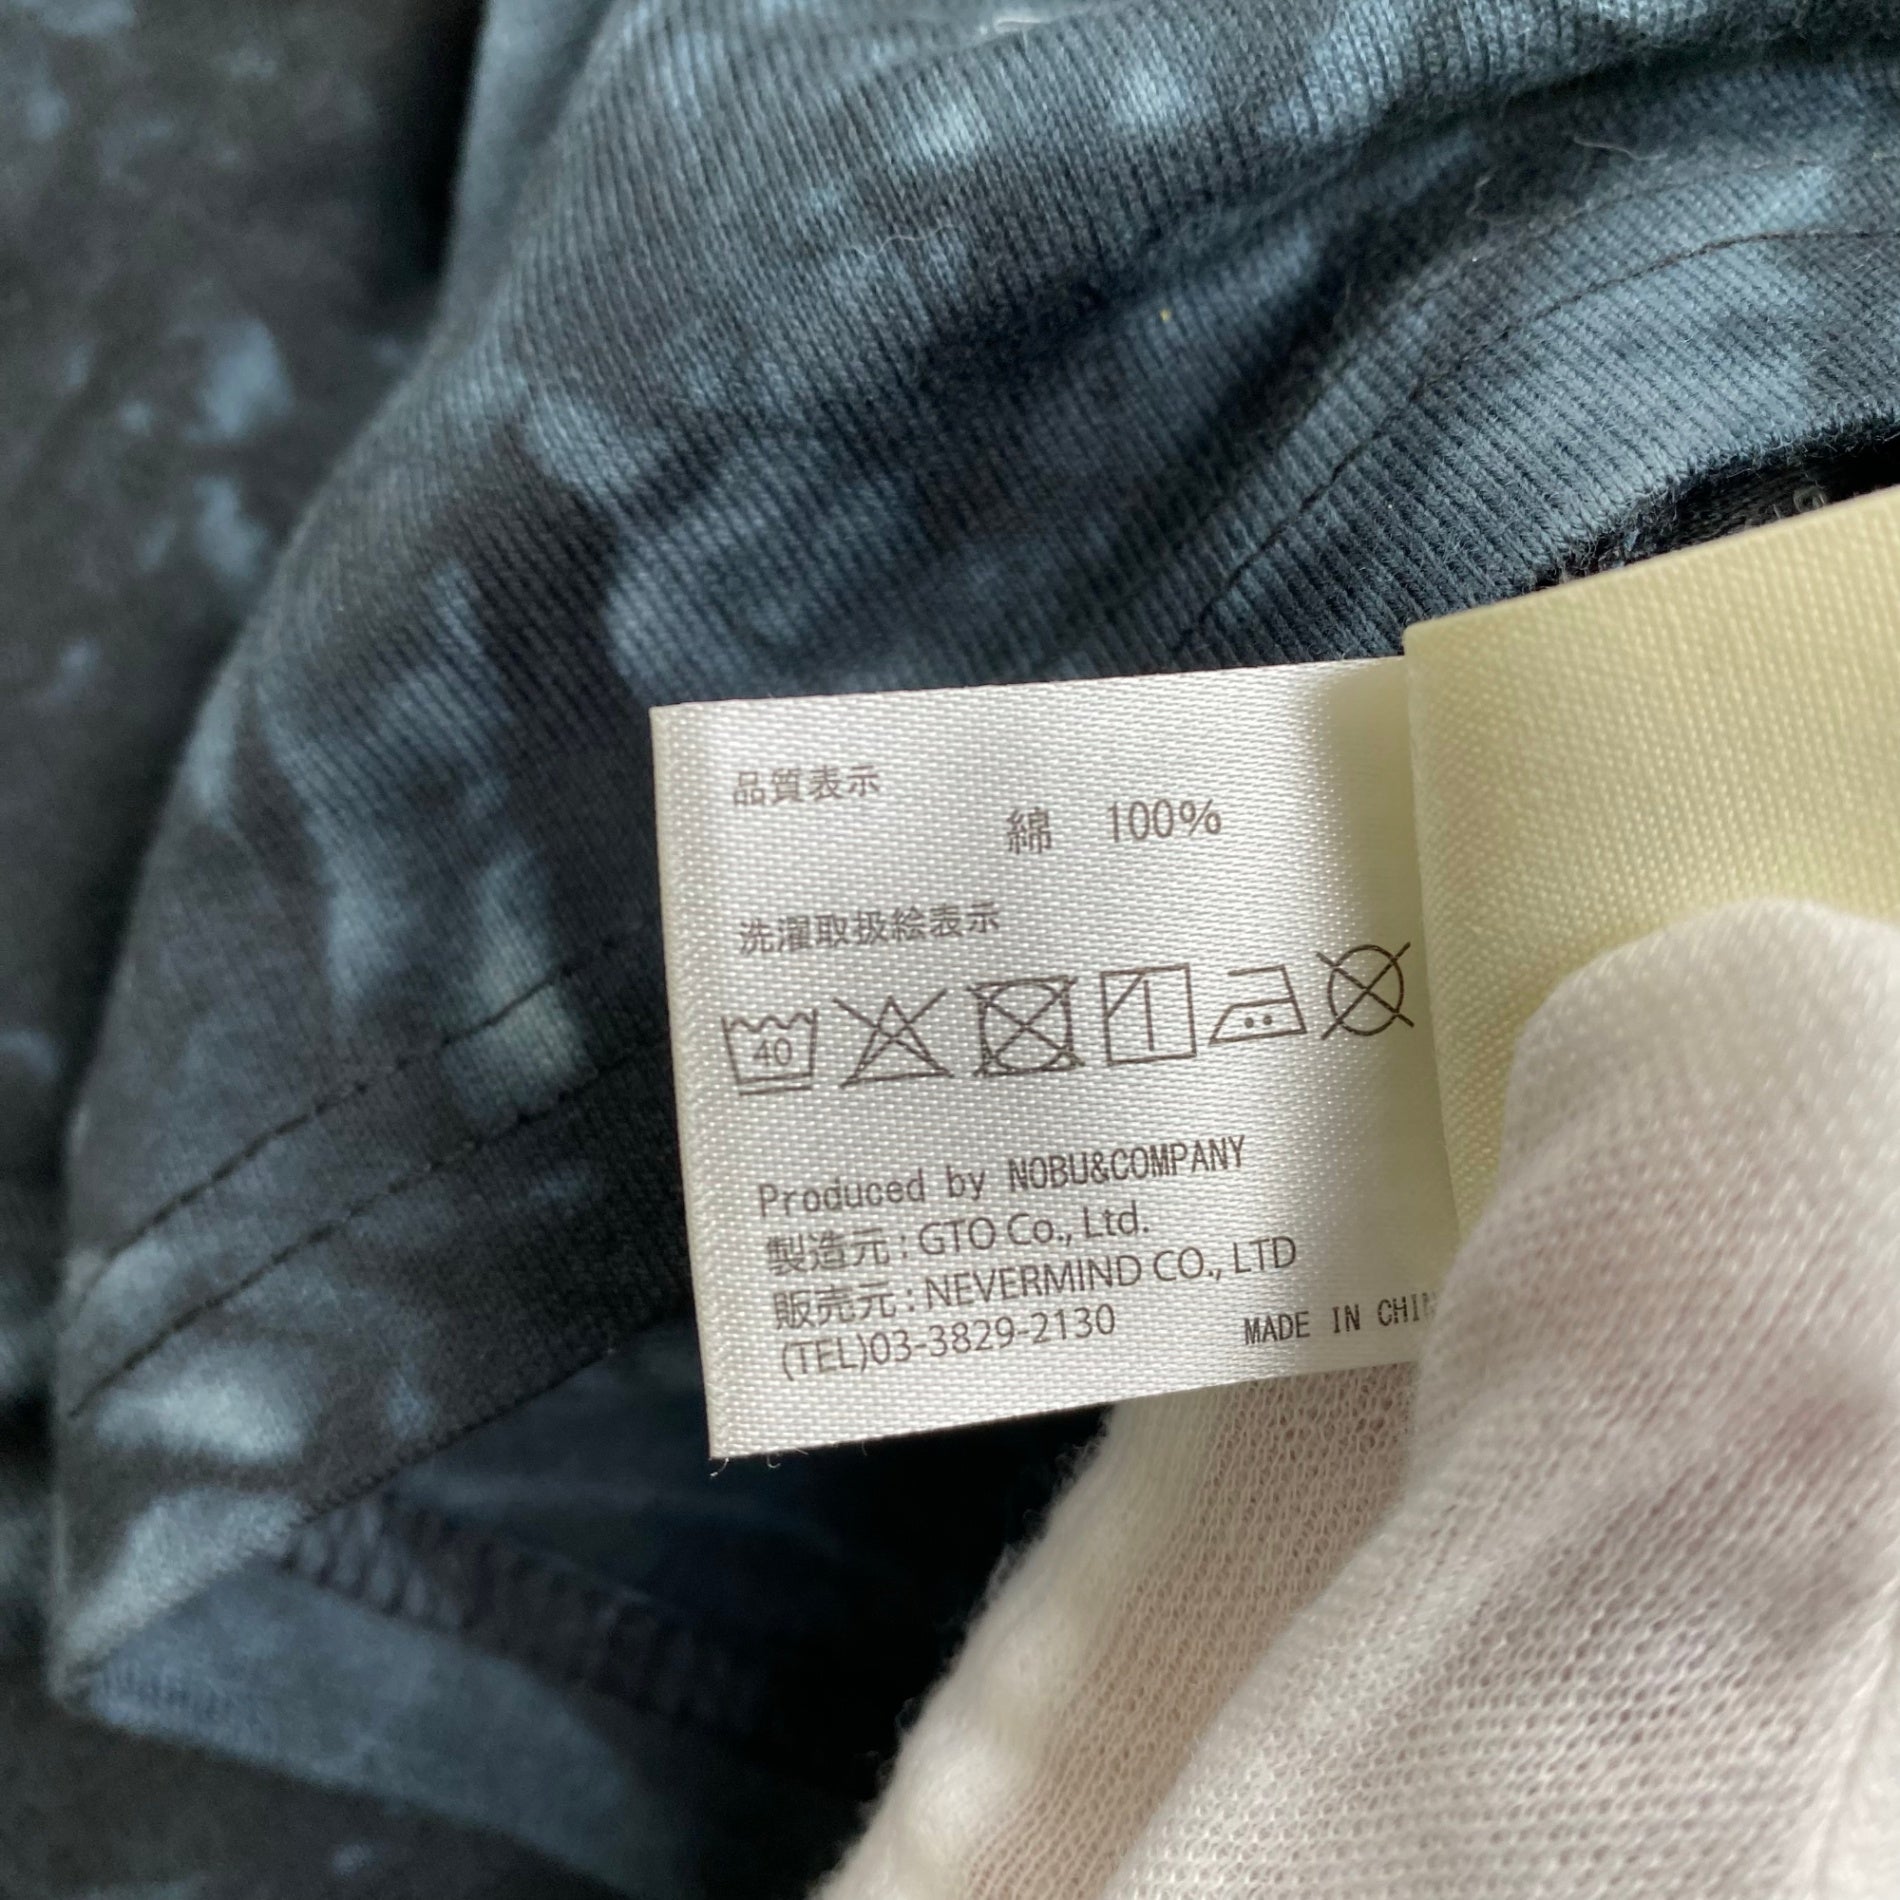 品質表示
綿 100%
洗濯取扱絵表示
40
Produced by NOBU&COMPANY
製造元 : GTO Co., Ltd.
販売元 : NEVERMIND CO., LTD
(TEL)03-3829-2130
MADE IN CHIN